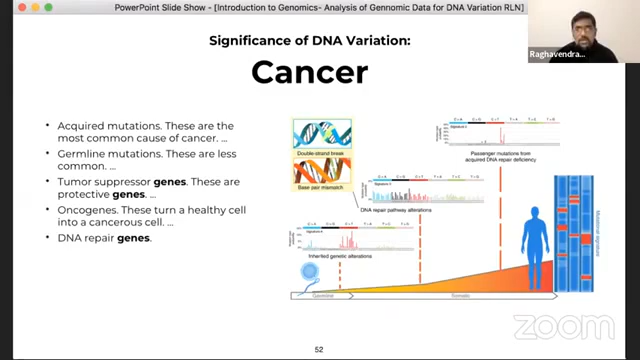 PowerPoint Slide Show - [Introduction to Genomics- Analysis of Gennomic Data for DNA Variation RLN]
Raghavendra...
Significance of DNA Variation:
Cancer
• Acquired mutations. These are the
most common cause of cancer. ...
• Germline mutations. These are less
common. ...
• Tumor suppressor genes. These are
protective genes. ...
• Oncogenes. These turn a healthy cell
into a cancerous cell. ...
• DNA repair genes.
Double-strand break
Base pair mismatch
C > A C > G C > T T > A T > C T > G
Passenger mutations from
acquired DNA repair deficiency
DNA repair pathway alterations
Inherited genetic alterations
Germline
Somatic
Mutational signature
52
zoom